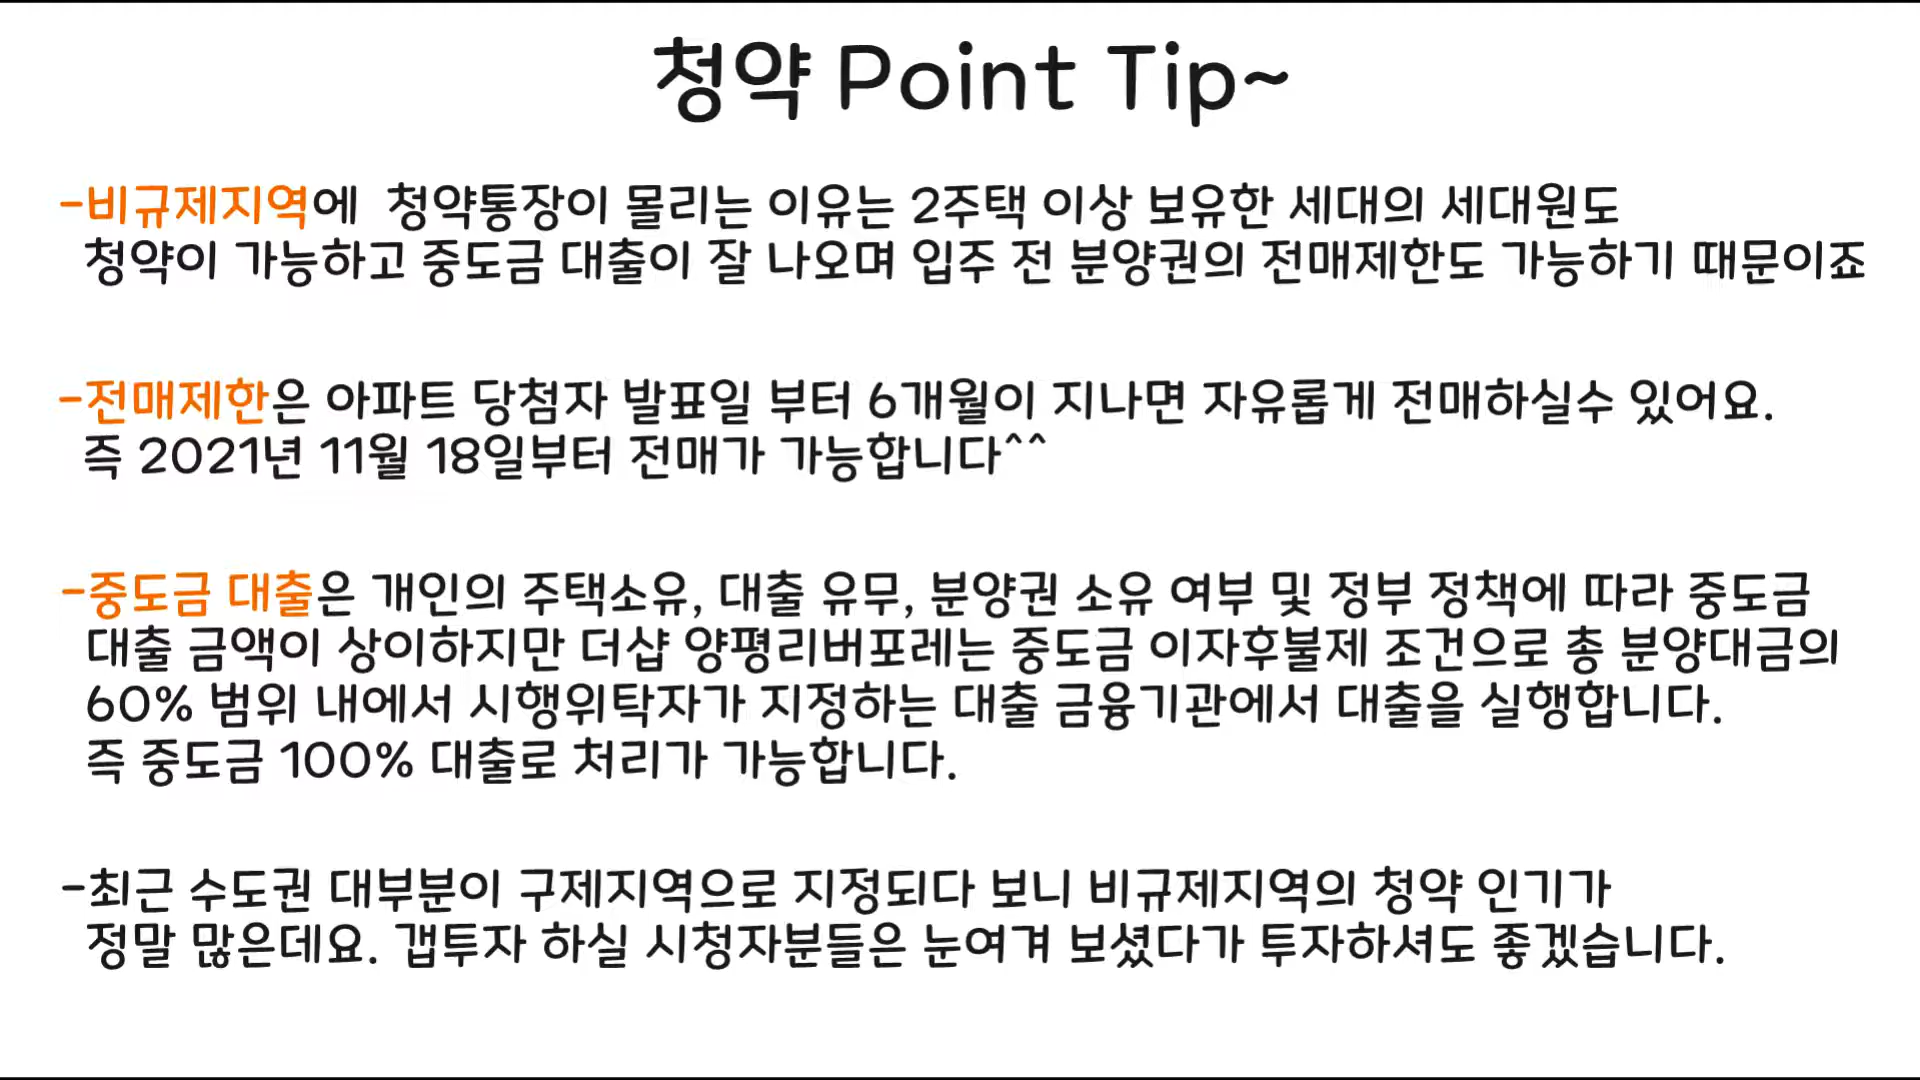 청약 Point Tip~
-비규제지역에 청약통장이 몰리는 이유는 2주택 이상 보유한 세대의 세대원도
청약이 가능하고 중도금 대출이 잘 나오며 입주 전 분양권의 전매제한도 가능하기 때문이죠
-전매제한은 아파트 당첨자 발표일 부터 6개월이 지나면 자유롭게 전매하실수 있어요.
즉 2021년 11월 18일부터 전매가 가능합니다^^
-중도금 대출은 개인의 주택소유, 대출 유무, 분양권 소유 여부 및 정부 정책에 따라 중도금
대출 금액이 상이하지만 더샵 양평리버포레는 중도금 이자후불제 조건으로 총 분양대금의
60% 범위 내에서 시행위탁자가 지정하는 대출 금융기관에서 대출을 실행합니다.
즉 중도금 100% 대출로 처리가 가능합니다.
-최근 수도권 대부분이 구제지역으로 지정되다 보니 비규제지역의 청약 인기가
정말 많은데요. 갭투자 하실 시청자분들은 눈여겨 보셨다가 투자하셔도 좋겠습니다.